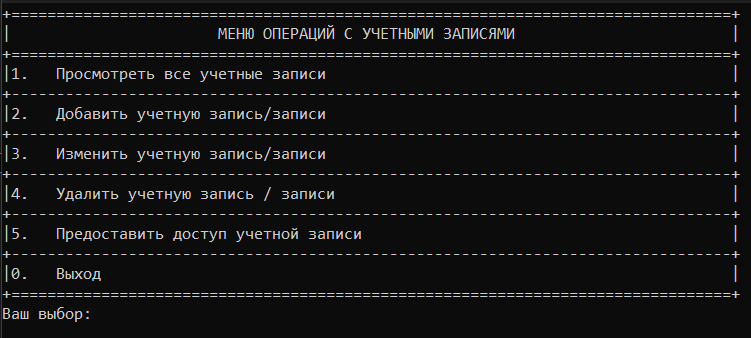 МЕНЮ ОПЕРАЦИЙ С УЧЕТНЫМИ ЗАПИСЯМИ
1. Просмотреть все учетные записи
2. Добавить учетную запись/записи
3. Изменить учетную запись/записи
4. Удалить учетную запись / записи
5. Предоставить доступ учетной записи
0. Выход
Ваш выбор: